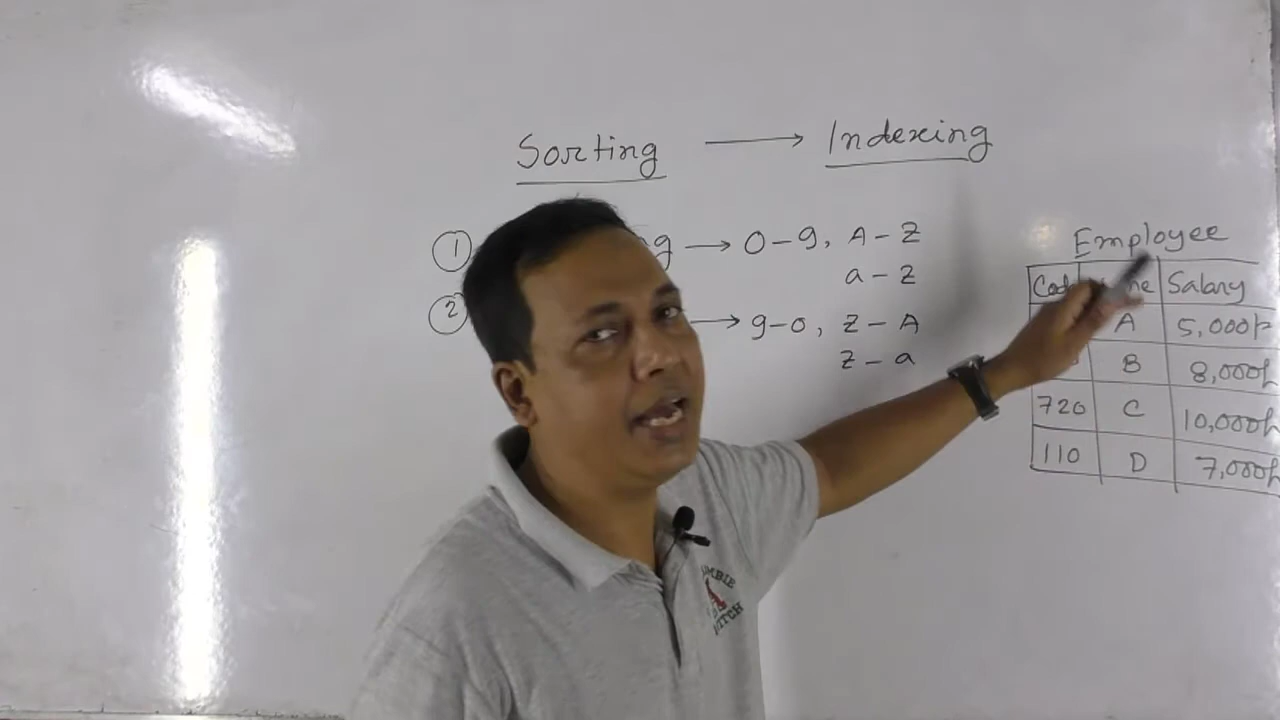 Sorting → Indexing
① → 0-9, A-Z
a-z
② → 9-0, Z-A
z-a
Employee
Salary
A 5,000/-
B 8,000/-
720 C 10,000/-
110 D 7,000/-